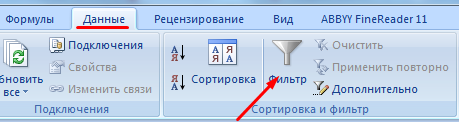 Формулы Данные Рецензирование Вид ABBYY FineReader 11
Подключения
Свойства
Изменить связи
бновить
все
Подключения
А
Я
Я
А
А Я
Я А
Сортировка
Фильтр
Очистить
Применить повторно
Дополнительно
Сортировка и фильтр